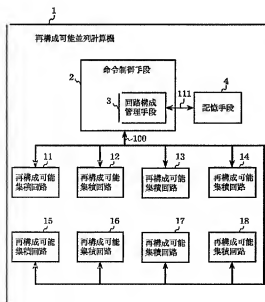 1
再構成可能並列計算機
命令制御手段
2
3
回路構成
管理手段
111
4
記憶手段
100
11
再構成可能
集積回路
12
再構成可能
集積回路
13
再構成可能
集積回路
14
再構成可能
集積回路
15
再構成可能
集積回路
16
再構成可能
集積回路
17
再構成可能
集積回路
18
再構成可能
集積回路